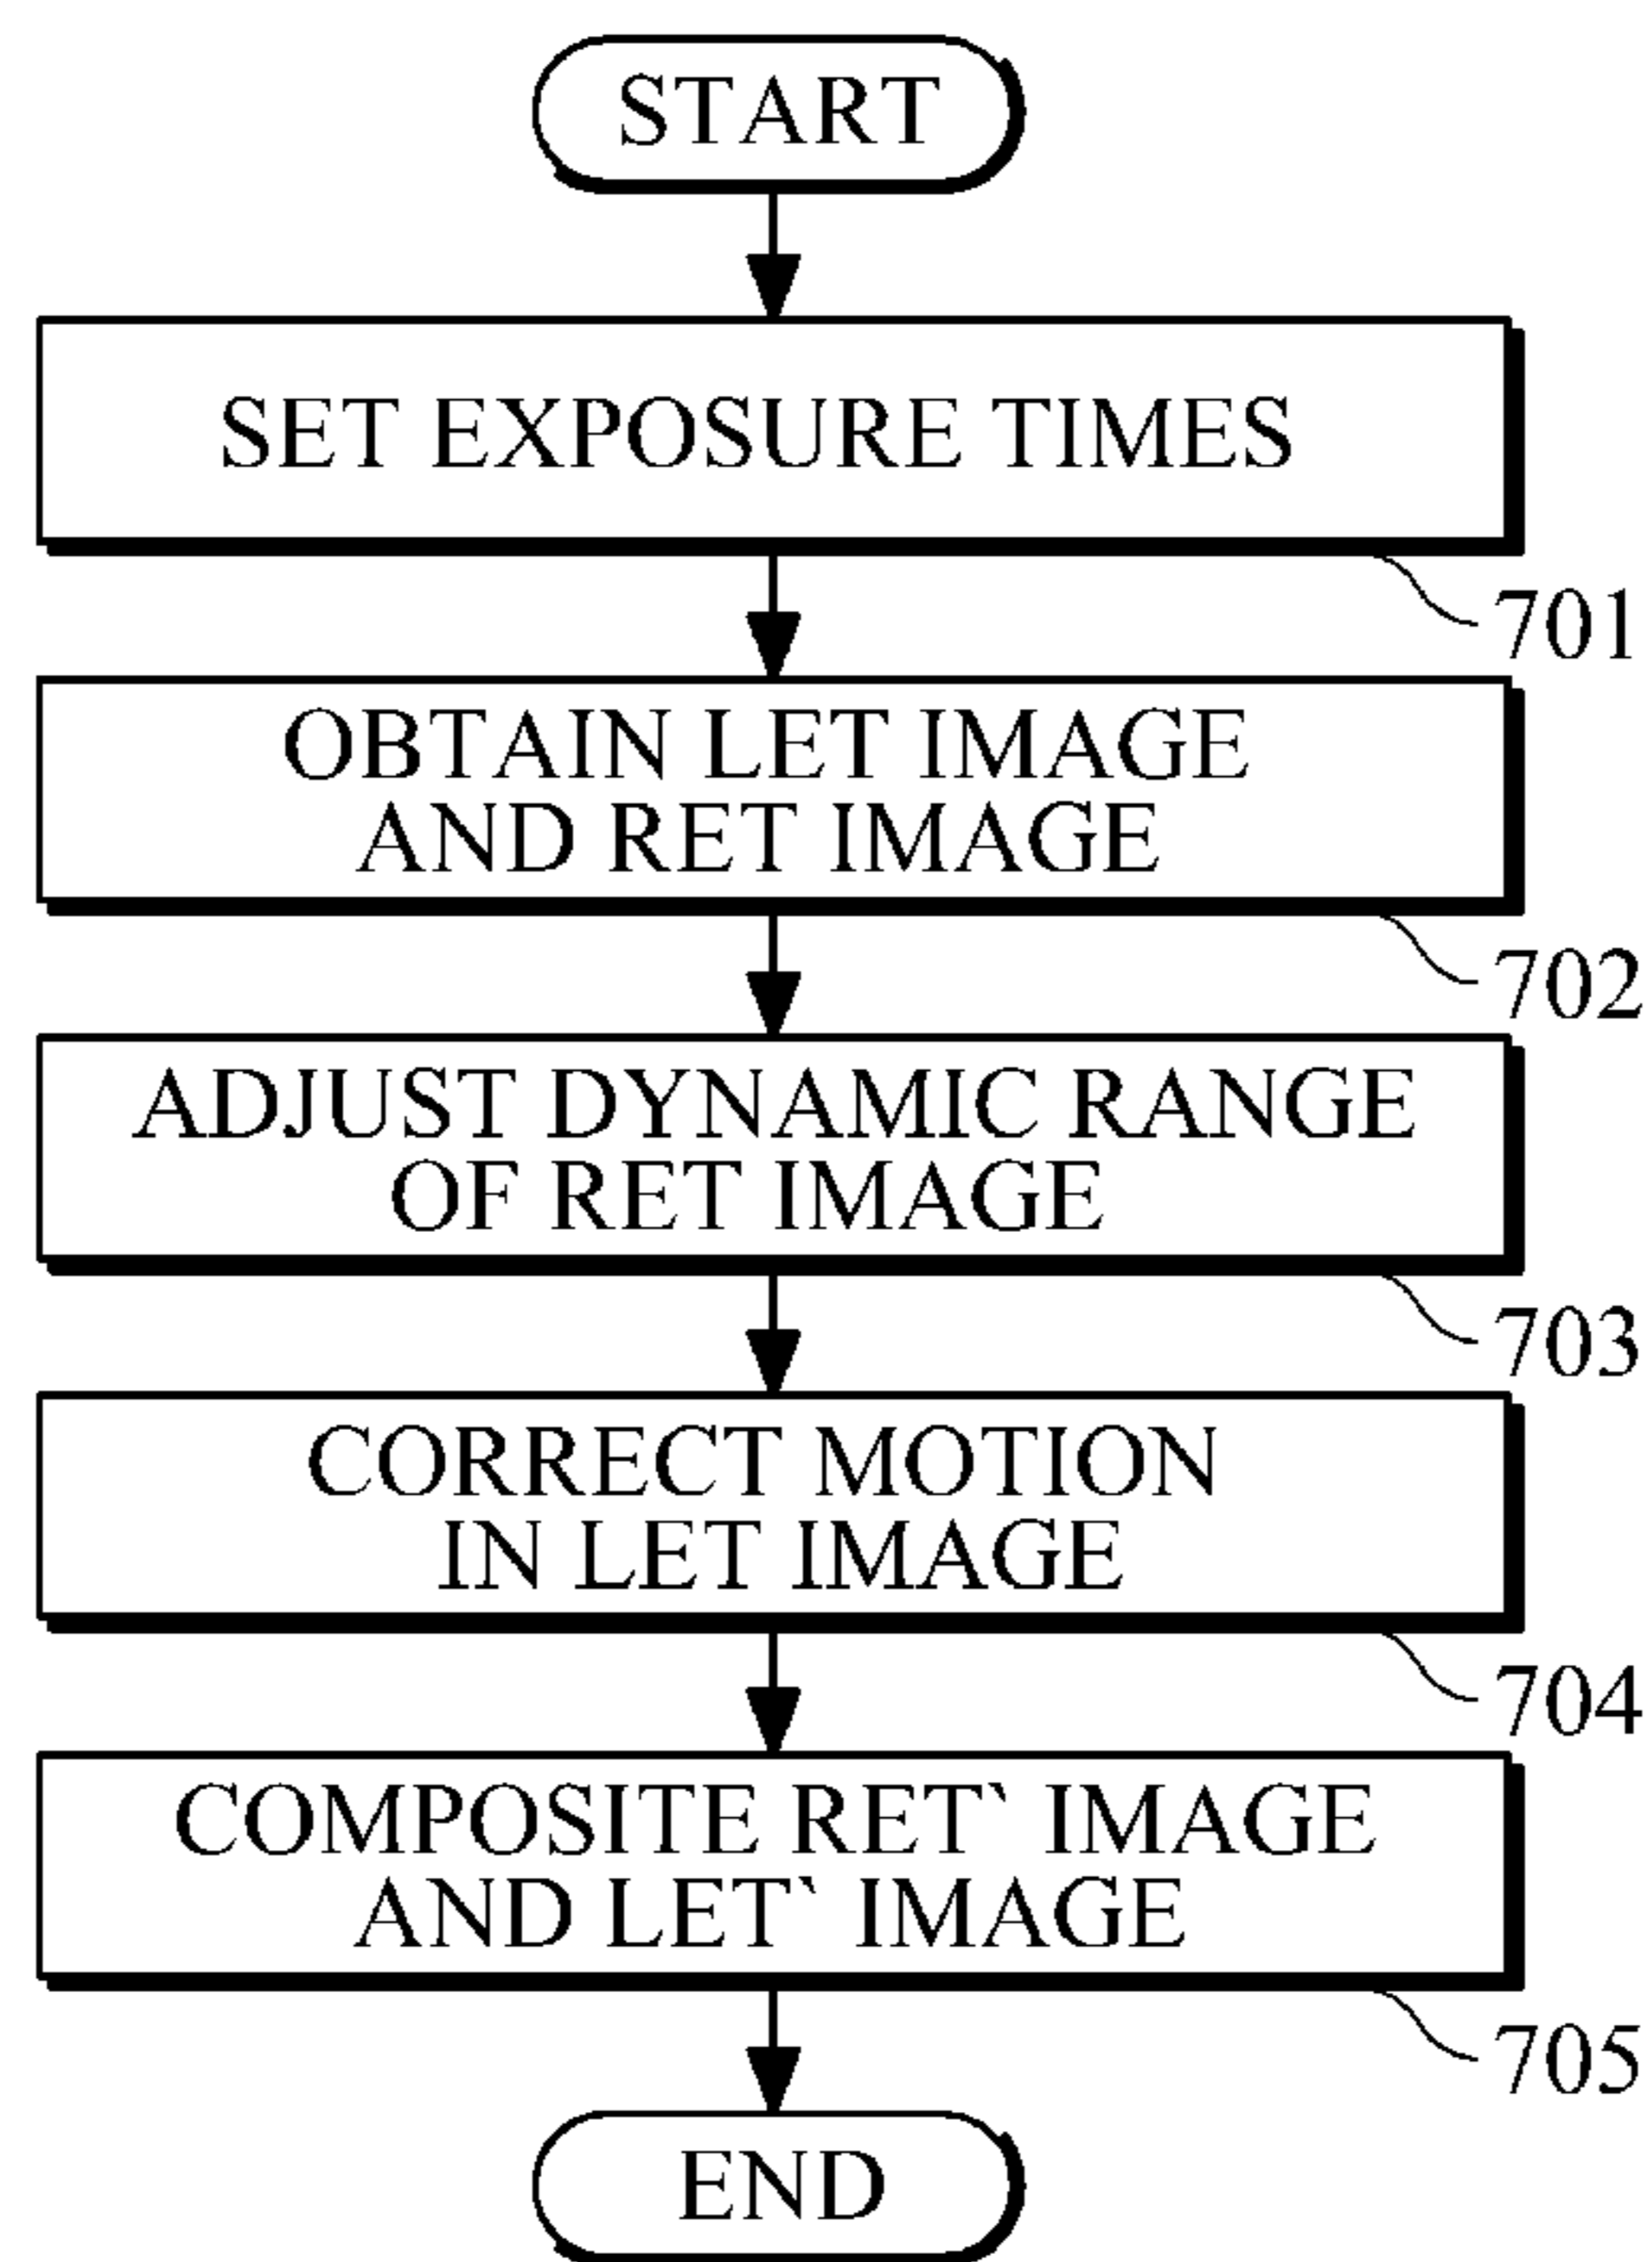 START
SET EXPOSURE TIMES
701
OBTAIN LET IMAGE
AND RET IMAGE
702
ADJUST DYNAMIC RANGE
OF RET IMAGE
703
CORRECT MOTION
IN LET IMAGE
704
COMPOSITE RET` IMAGE
AND LET` IMAGE
705
END